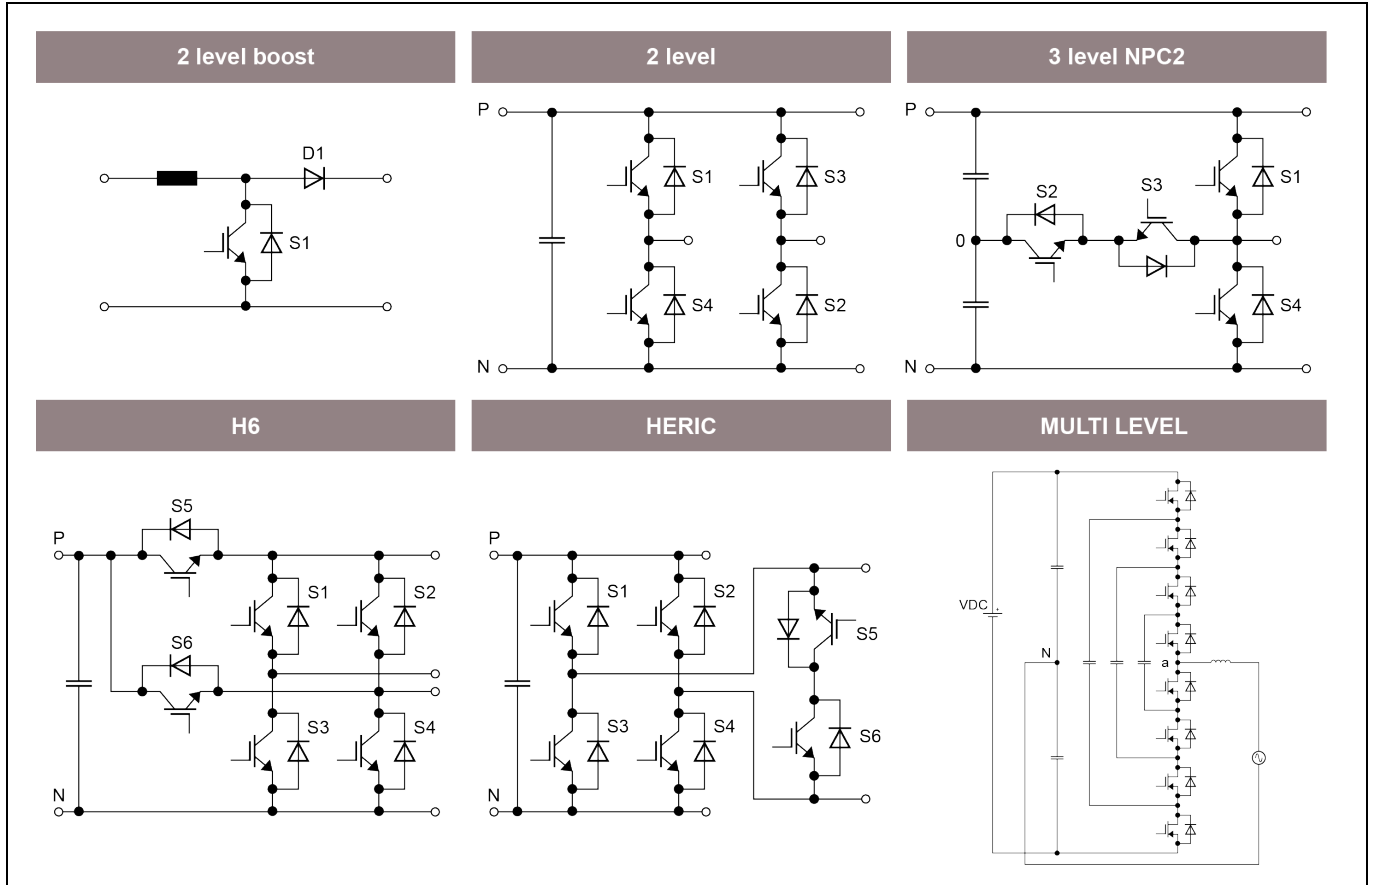 2 level boost
2 level
3 level NPC2
D1
S1
P
S1
S3
S4
S2
N
P
S2
S3
S1
0
S4
N
H6
HERIC
MULTI LEVEL
S5
P
S1
S2
S6
S3
S4
N
P
S1
S2
S5
S3
S4
S6
N
VDC
+
N
a